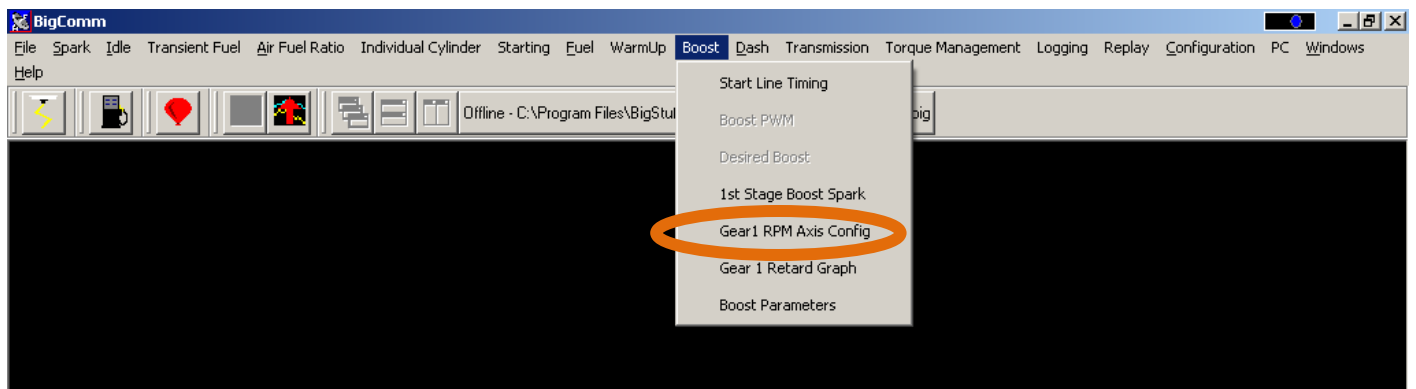 BigComm
File Spark Idle Transient Fuel Air Fuel Ratio Individual Cylinder Starting Fuel WarmUp Boost Dash Transmission Torque Management Logging Replay Configuration PC Windows
Help
Offline - C:\Program Files\BigStu
big
Start Line Timing
Boost PWM
Desired Boost
1st Stage Boost Spark
Gear1 RPM Axis Config
Gear 1 Retard Graph
Boost Parameters